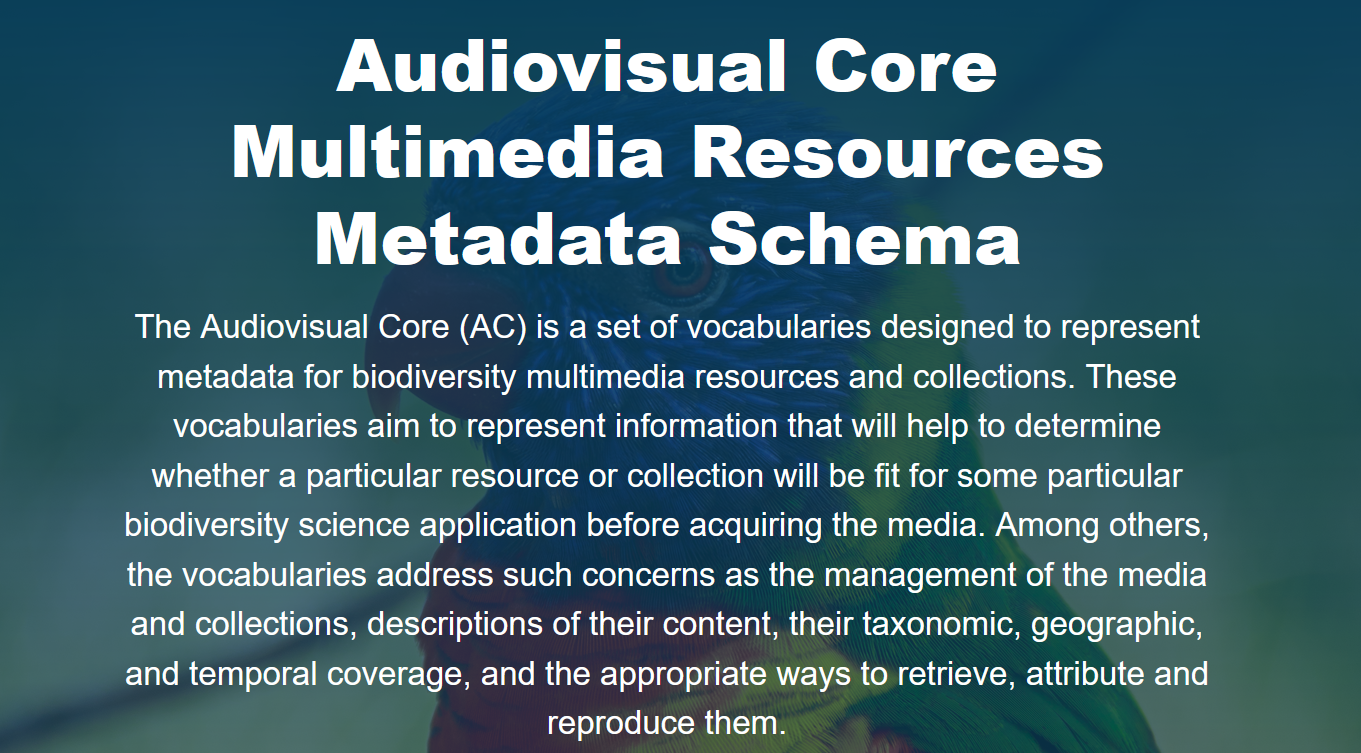 Audiovisual Core
Multimedia Resources
Metadata Schema
The Audiovisual Core (AC) is a set of vocabularies designed to represent
metadata for biodiversity multimedia resources and collections. These
vocabularies aim to represent information that will help to determine
whether a particular resource or collection will be fit for some particular
biodiversity science application before acquiring the media. Among others,
the vocabularies address such concerns as the management of the media
and collections, descriptions of their content, their taxonomic, geographic,
and temporal coverage, and the appropriate ways to retrieve, attribute and
reproduce them.